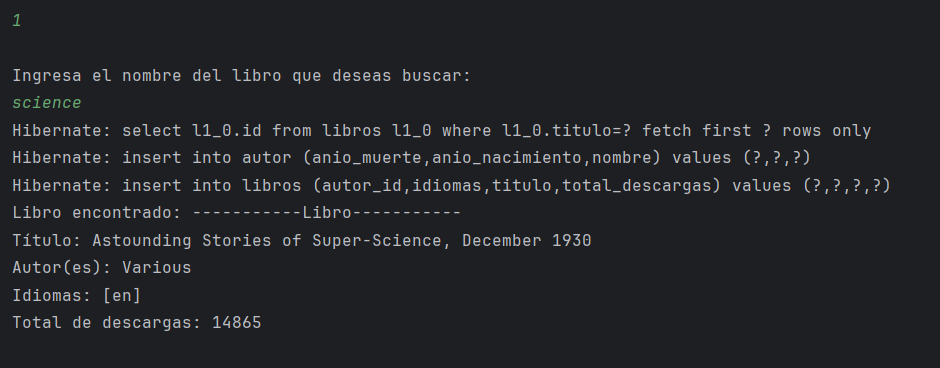 1
Ingresa el nombre del libro que deseas buscar:
science
Hibernate: select l1_0.id from libros l1_0 where l1_0.titulo=? fetch first ? rows only
Hibernate: insert into autor (anio_muerte,anio_nacimiento,nombre) values (?,?,?)
Hibernate: insert into libros (autor_id,idiomas,titulo,total_descargas) values (?,?,?,?)
Libro encontrado: -----------Libro-----------
Título: Astounding Stories of Super-Science, December 1930
Autor(es): Various
Idiomas: [en]
Total de descargas: 14865